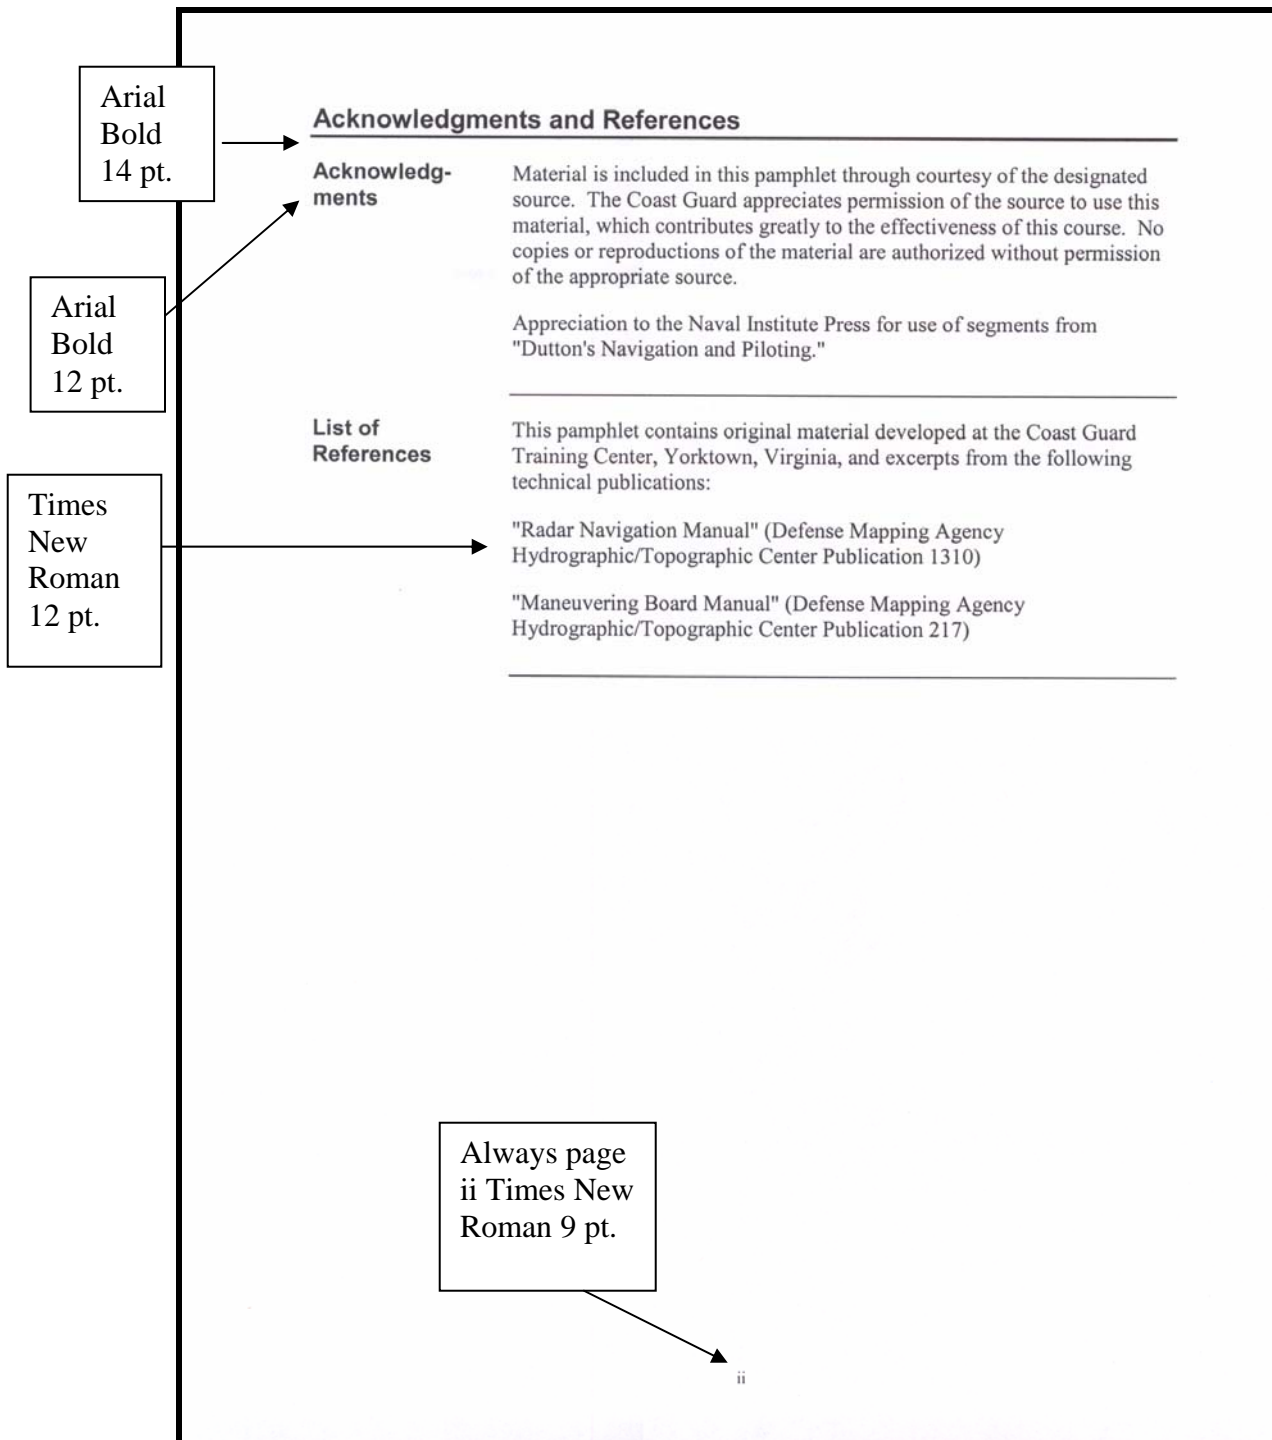 Arial
Bold
14 pt.
Acknowledgments and References
Acknowledg-
ments
Material is included in this pamphlet through courtesy of the designated
source.  The Coast Guard appreciates permission of the source to use this
material, which contributes greatly to the effectiveness of this course.  No
copies or reproductions of the material are authorized without permission
of the appropriate source.
Arial
Bold
12 pt.
Appreciation to the Naval Institute Press for use of segments from
"Dutton's Navigation and Piloting."
List of
References
This pamphlet contains original material developed at the Coast Guard
Training Center, Yorktown, Virginia, and excerpts from the following
technical publications:
Times
New
Roman
12 pt.
"Radar Navigation Manual" (Defense Mapping Agency
Hydrographic/Topographic Center Publication 1310)
"Maneuvering Board Manual" (Defense Mapping Agency
Hydrographic/Topographic Center Publication 217)
Always page
ii Times New
Roman 9 pt.
ii